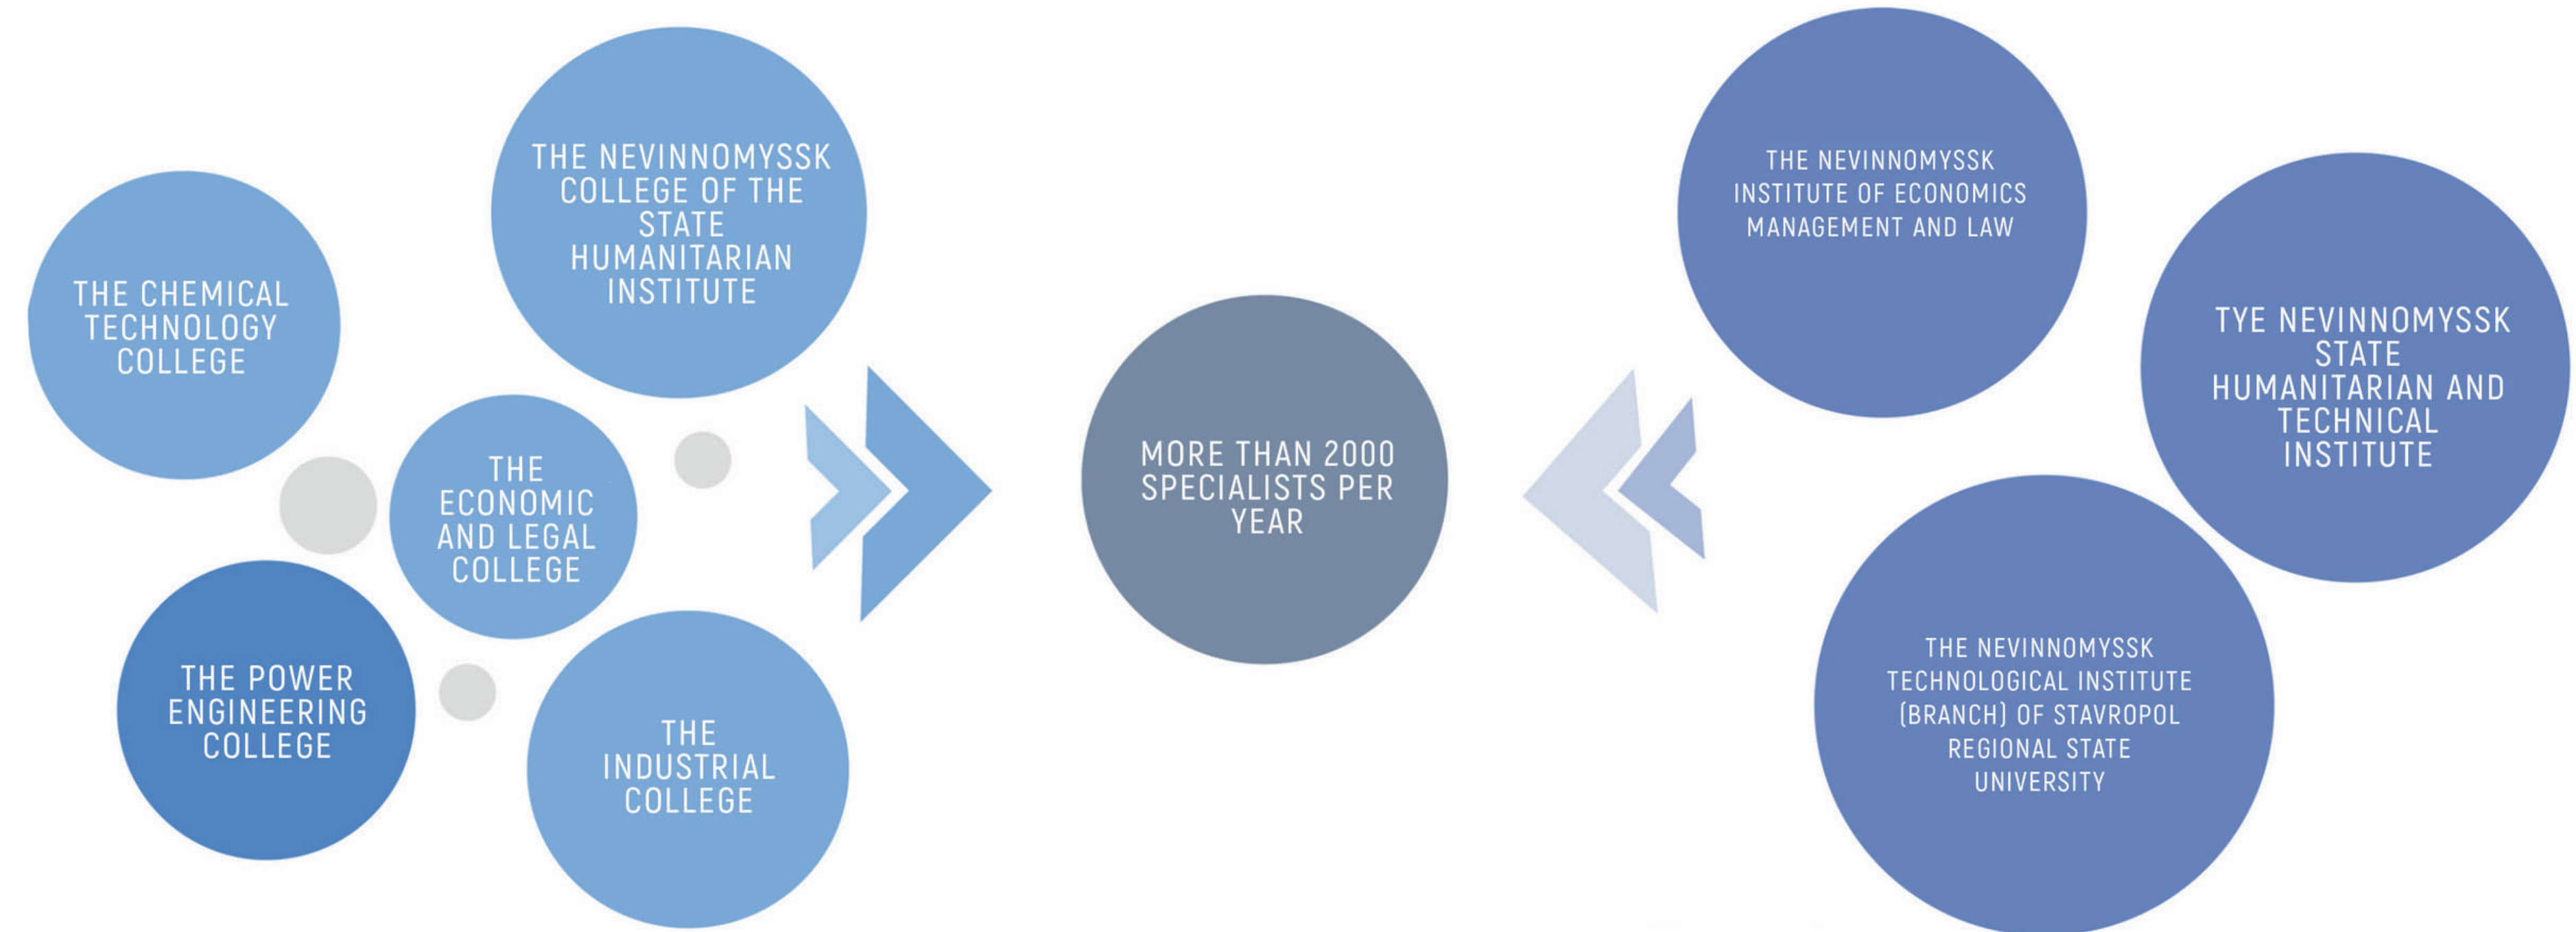 THE CHEMICAL
TECHNOLOGY
COLLEGE
THE NEVINNOMYSSK
COLLEGE OF THE
STATE
HUMANITARIAN
INSTITUTE
THE
ECONOMIC
AND LEGAL
COLLEGE
THE POWER
ENGINEERING
COLLEGE
THE
INDUSTRIAL
COLLEGE
MORE THAN 2000
SPECIALISTS PER
YEAR
THE NEVINNOMYSSK
INSTITUTE OF ECONOMICS
MANAGEMENT AND LAW
TYE NEVINNOMYSSK
STATE
HUMANITARIAN AND
TECHNICAL
INSTITUTE
THE NEVINNOMYSSK
TECHNOLOGICAL INSTITUTE
(BRANCH) OF STAVROPOL
REGIONAL STATE
UNIVERSITY